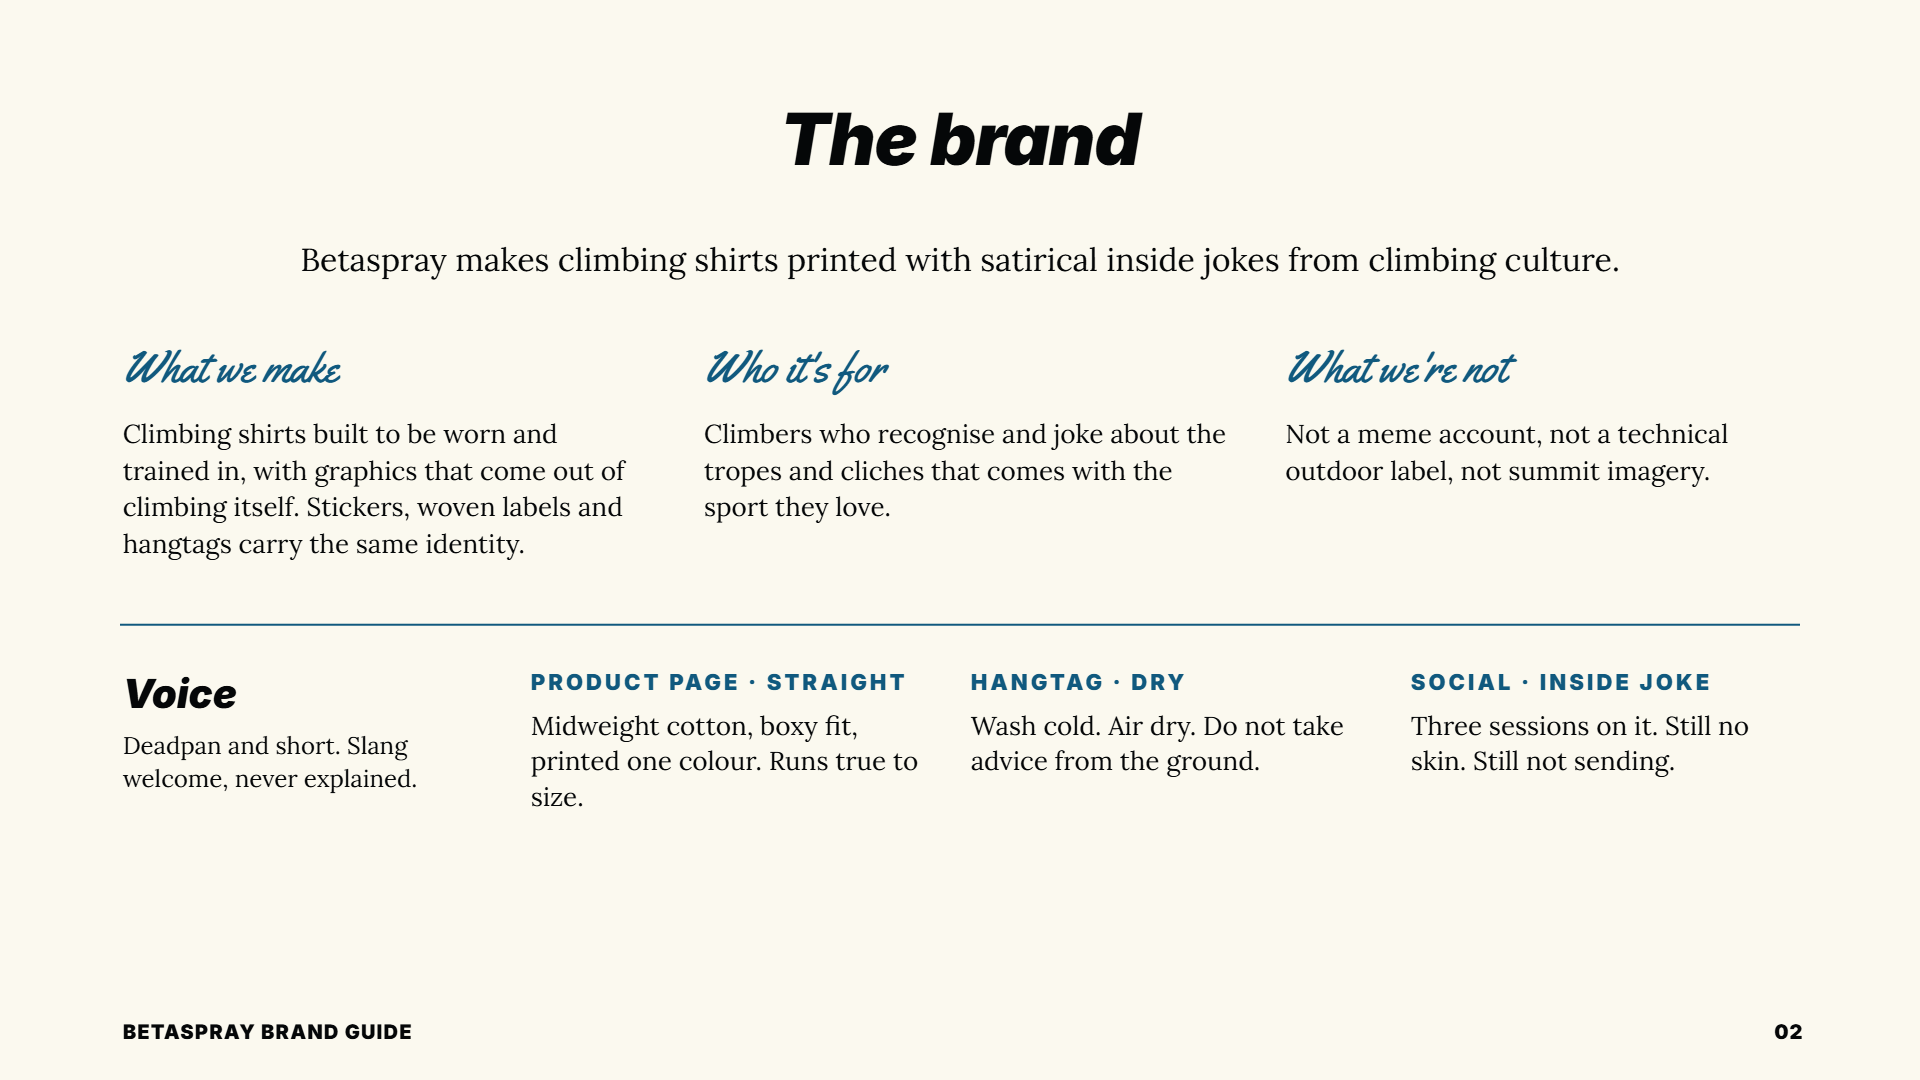 The brand
Betaspray makes climbing shirts printed with satirical inside jokes from climbing culture.
What we make
Climbing shirts built to be worn and
trained in, with graphics that come out of
climbing itself. Stickers, woven labels and
hangtags carry the same identity.
Who it's for
Climbers who recognise and joke about the
tropes and cliches that comes with the
sport they love.
What we're not
Not a meme account, not a technical
outdoor label, not summit imagery.
Voice
Deadpan and short. Slang
welcome, never explained.
PRODUCT PAGE · STRAIGHT
Midweight cotton, boxy fit,
printed one colour. Runs true to
size.
HANGTAG · DRY
Wash cold. Air dry. Do not take
advice from the ground.
SOCIAL · INSIDE JOKE
Three sessions on it. Still no
skin. Still not sending.
BETASPRAY BRAND GUIDE
02